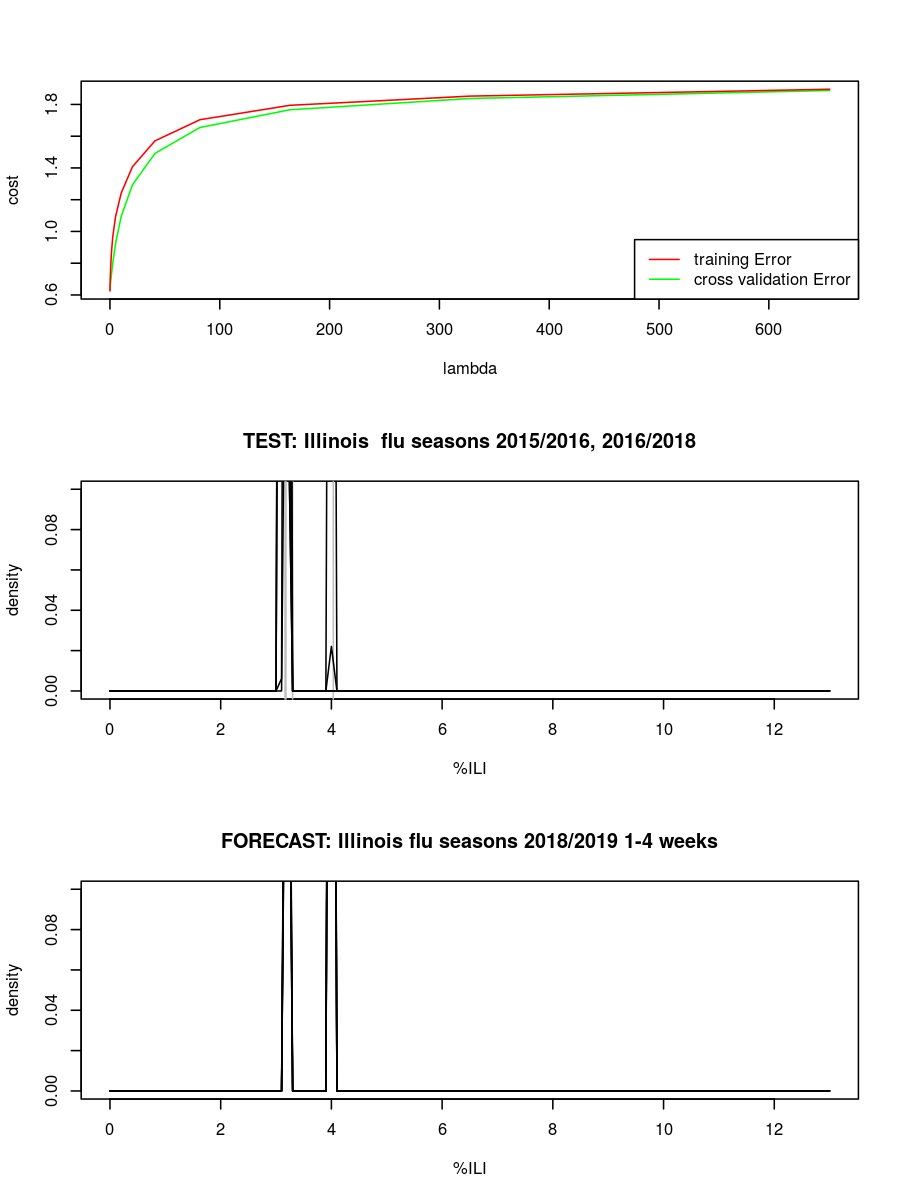 cost
1.8
1.4
1.0
0.6
training Error
cross validation Error
0 100 200 300 400 500 600
lambda
TEST: Illinois  flu seasons 2015/2016, 2016/2018
density
0.08
0.04
0.00
0 2 4 6 8 10 12
%ILI
FORECAST: Illinois flu seasons 2018/2019 1-4 weeks
density
0.08
0.04
0.00
0 2 4 6 8 10 12
%ILI